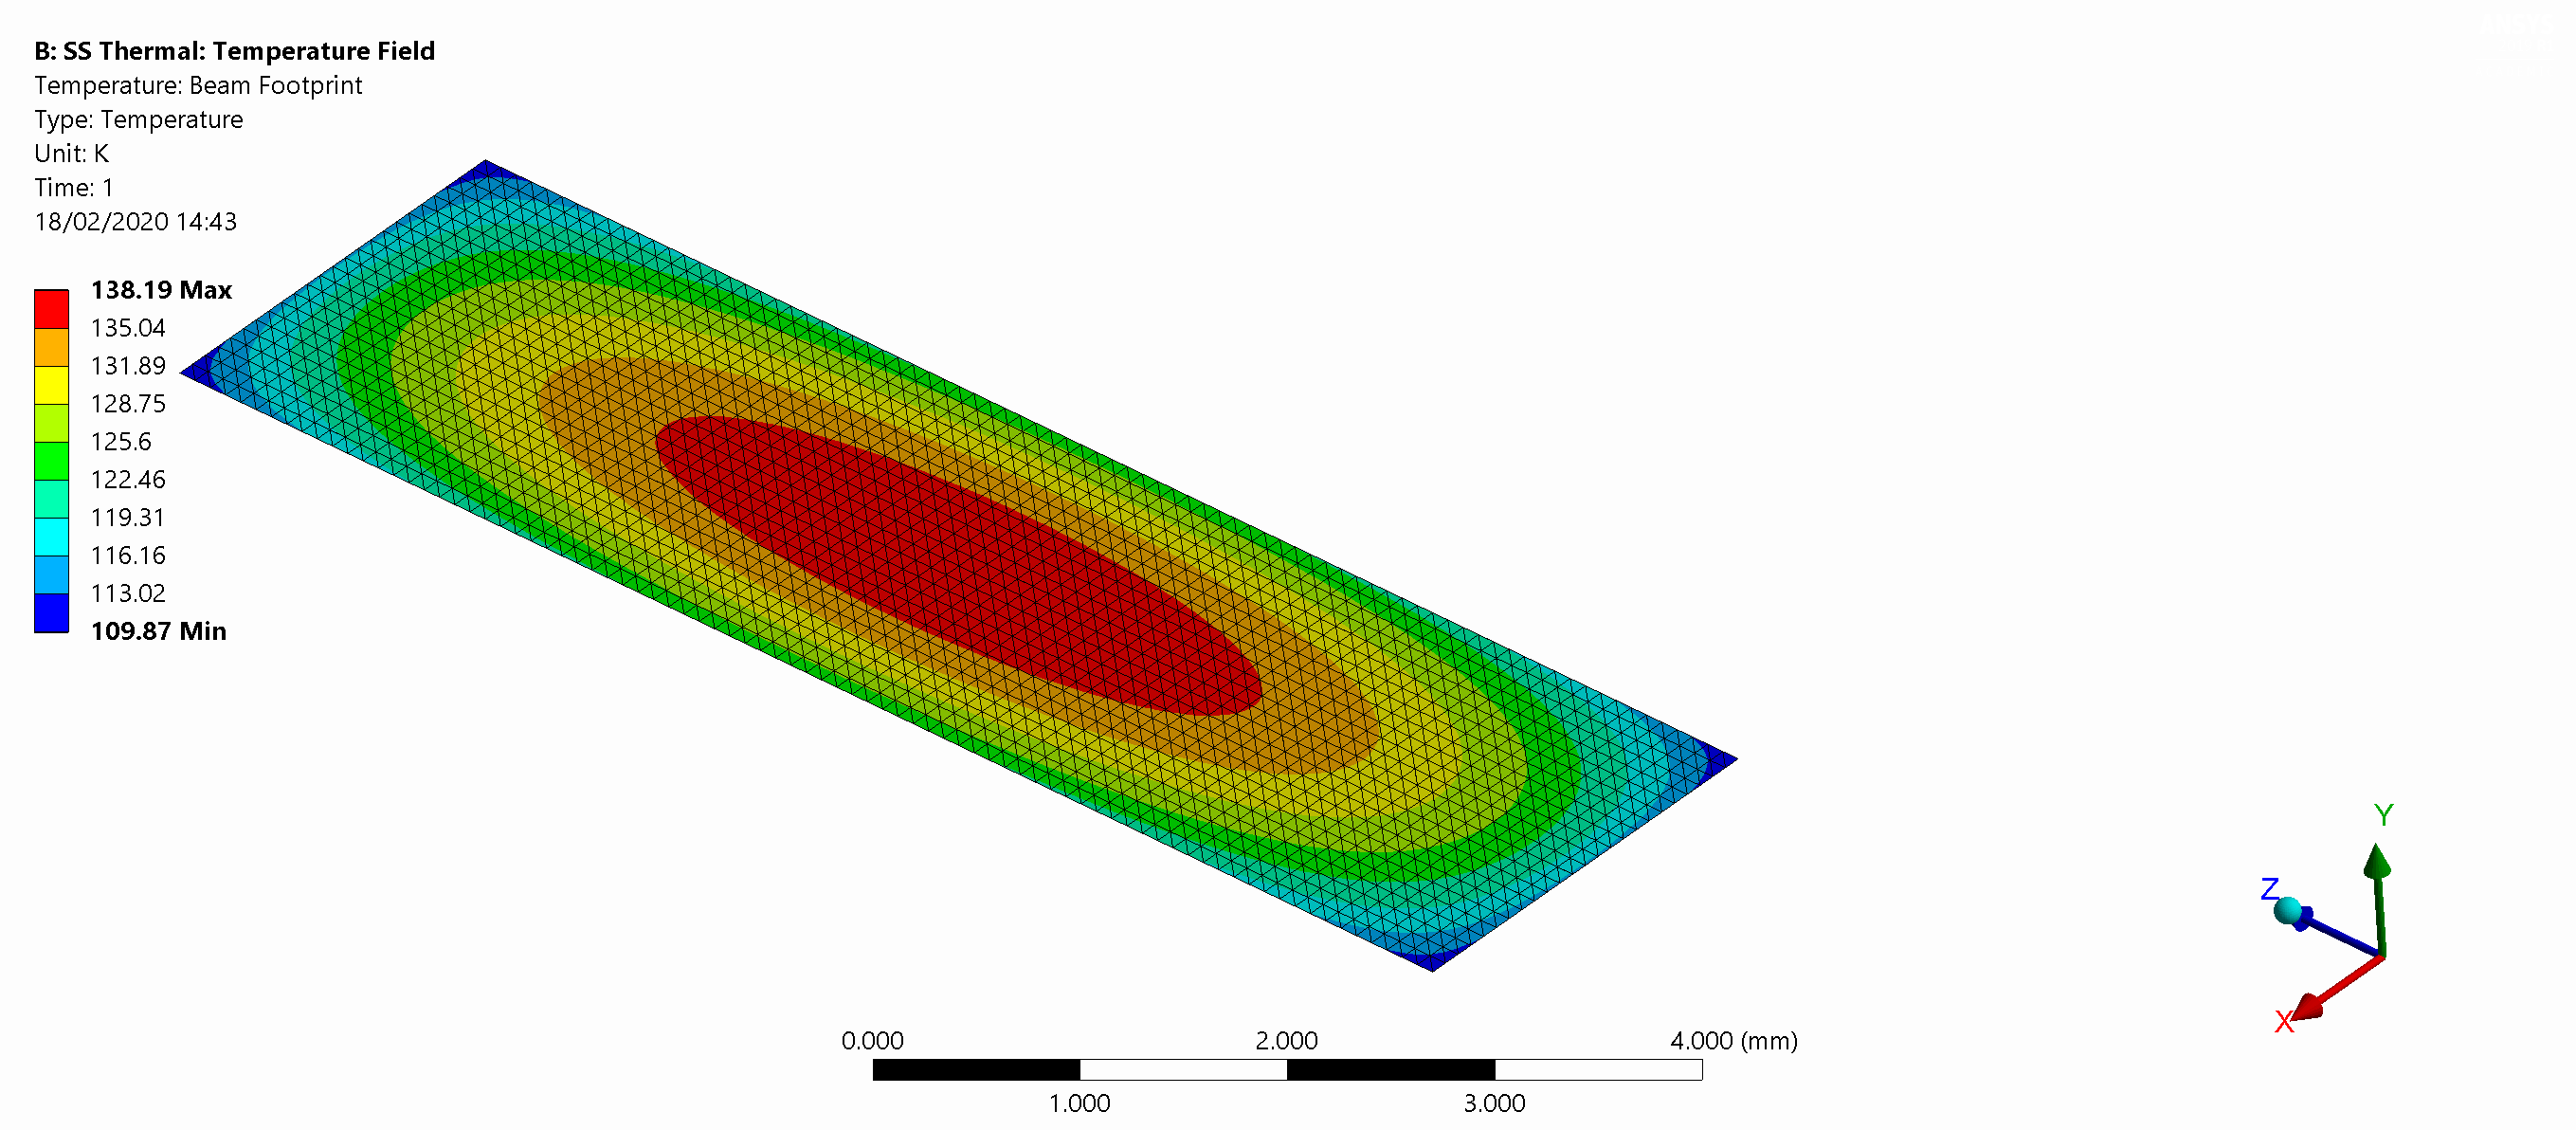 B: SS Thermal: Temperature Field
Temperature: Beam Footprint
Type: Temperature
Unit: K
Time: 1
18/02/2020 14:43
138.19 Max
135.04
131.89
128.75
125.6
122.46
119.31
116.16
113.02
109.87 Min
Y
Z
X
0.000 2.000 4.000 (mm)
1.000 3.000